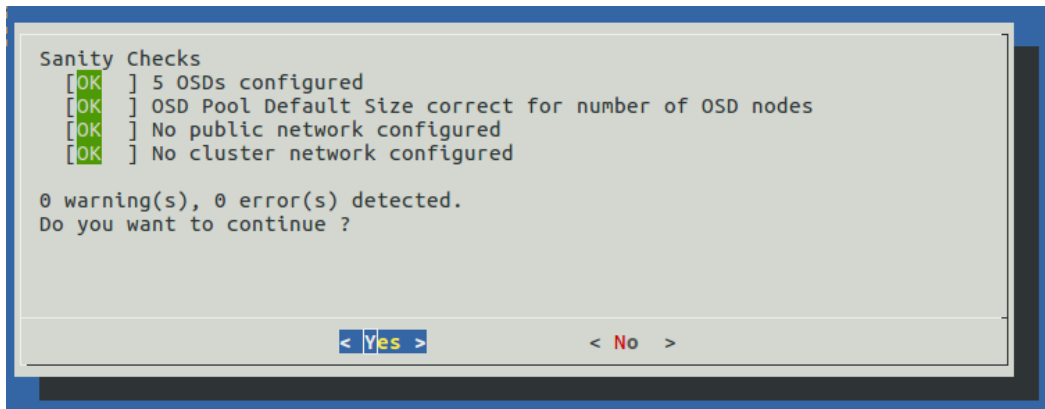 Sanity Checks
[OK ] 5 OSDs configured
[OK ] OSD Pool Default Size correct for number of OSD nodes
[OK ] No public network configured
[OK ] No cluster network configured
0 warning(s), 0 error(s) detected.
Do you want to continue ?
< Yes > < No >